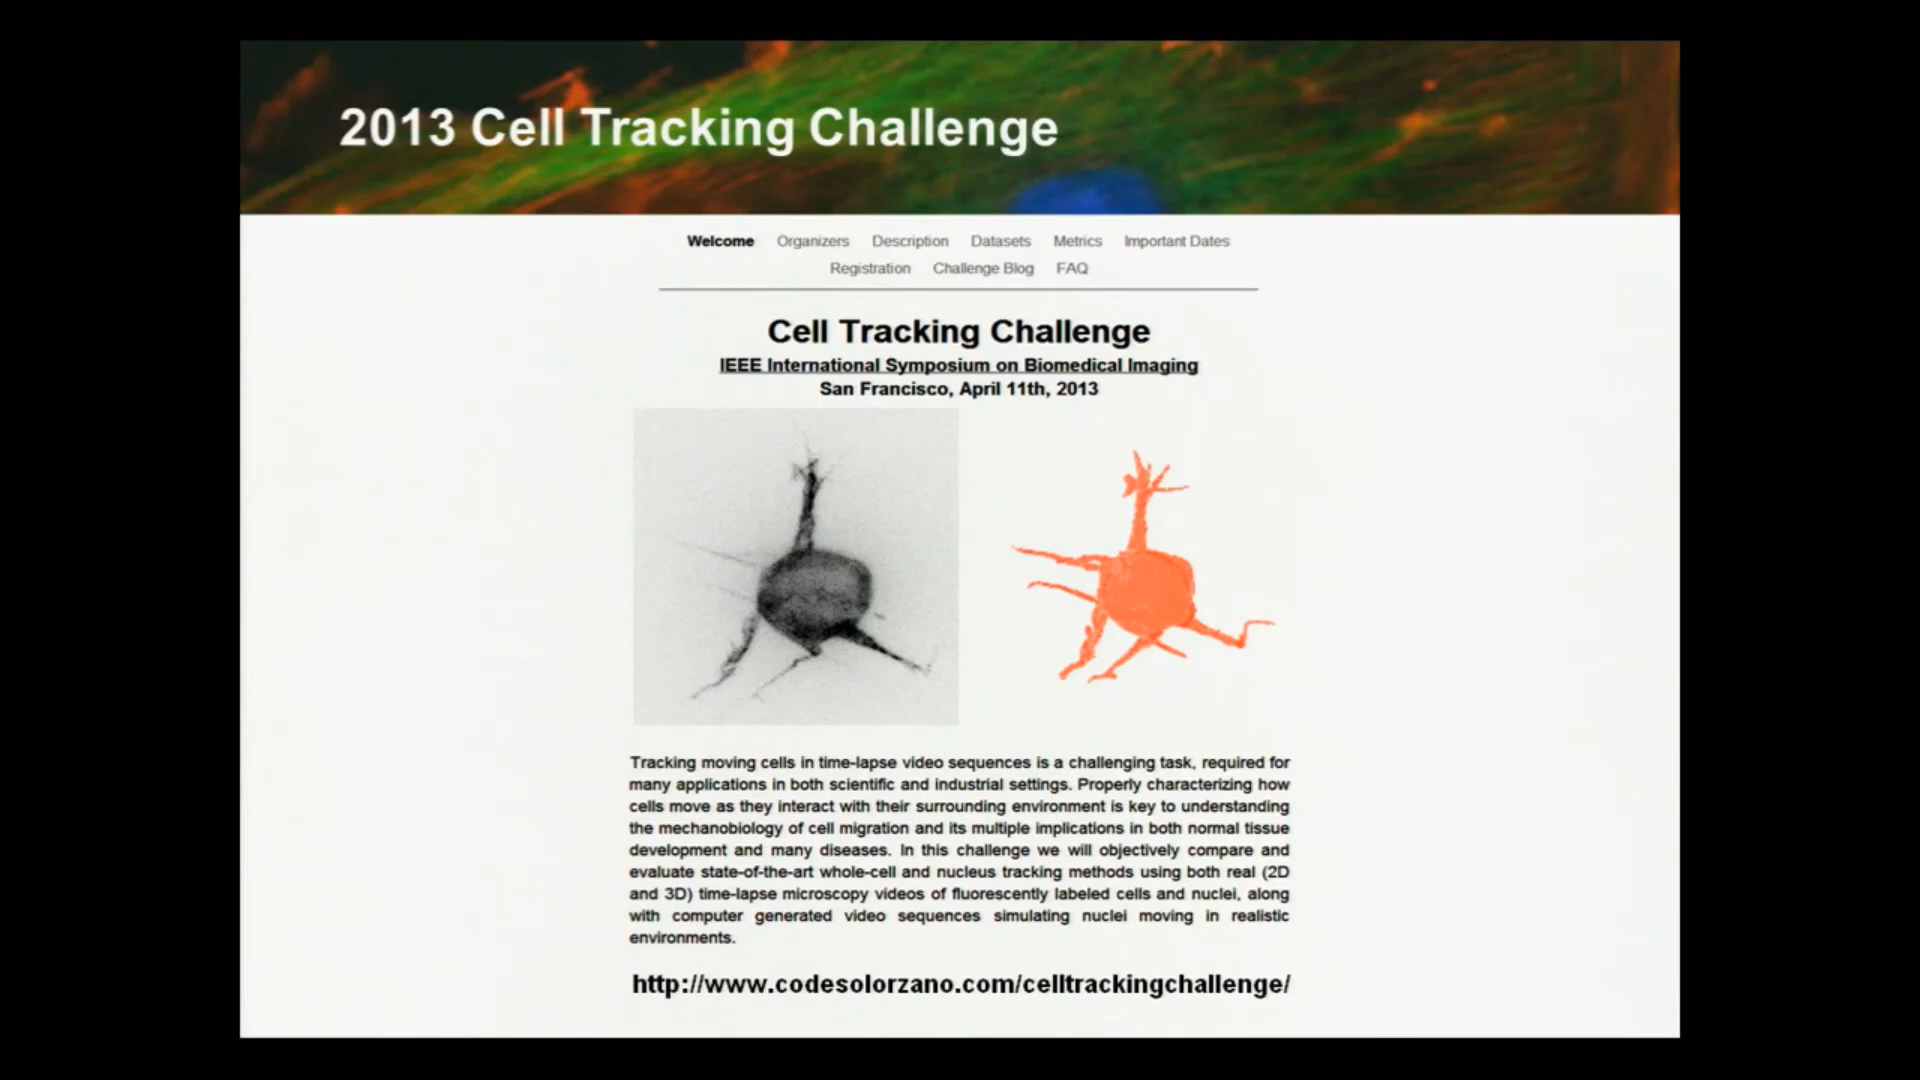 2013 Cell Tracking Challenge
Welcome Organizers Description Datasets Metrics Important Dates
Registration Challenge Blog FAQ
Cell Tracking Challenge
IEEE International Symposium on Biomedical Imaging
San Francisco, April 11th, 2013
Tracking moving cells in time-lapse video sequences is a challenging task, required for
many applications in both scientific and industrial settings. Properly characterizing how
cells move as they interact with their surrounding environment is key to understanding
the mechanobiology of cell migration and its multiple implications in both normal tissue
development and many diseases. In this challenge we will objectively compare and
evaluate state-of-the-art whole-cell and nucleus tracking methods using both real (2D
and 3D) time-lapse microscopy videos of fluorescently labeled cells and nuclei, along
with computer generated video sequences simulating nuclei moving in realistic
environments.
http://www.codesolorzano.com/celltrackingchallenge/